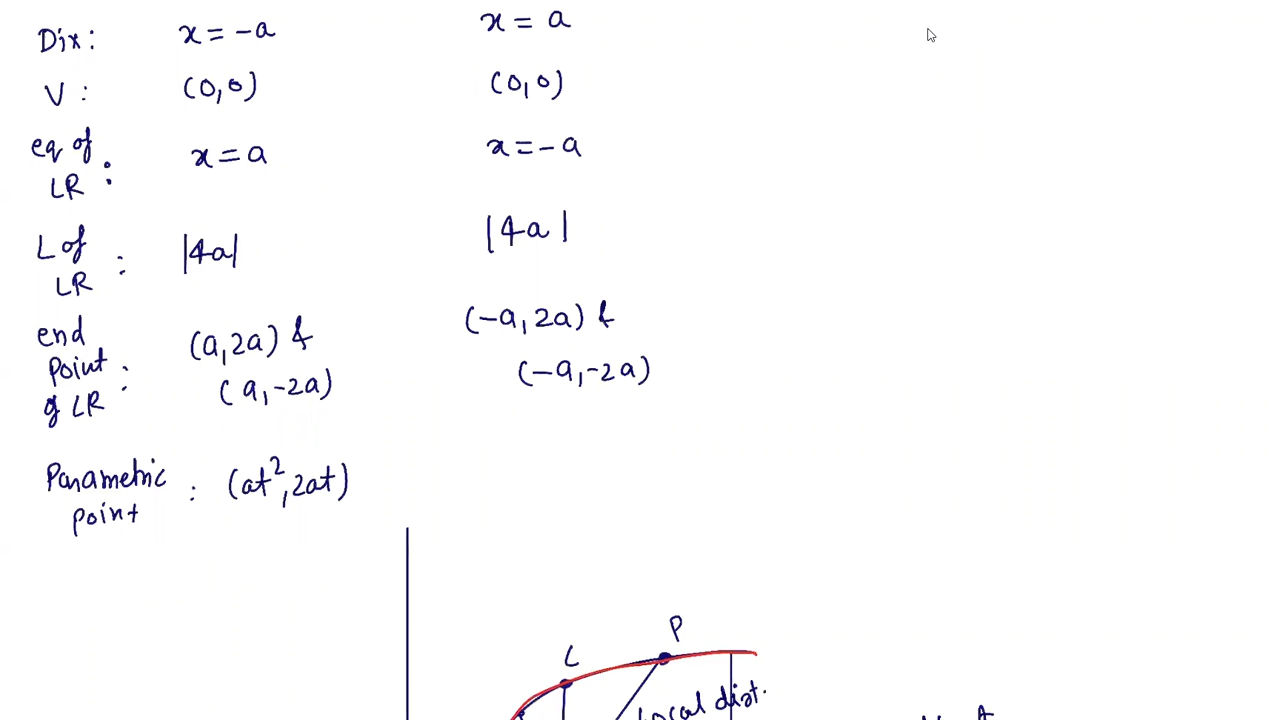 Dix: x = -a x = a
V : (0,0) (0,0)
eq of LR : x = a x = -a
L of LR : |4a| |4a|
end point of LR : (a,2a) & (-a,2a) &
(a,-2a) (-a,-2a)
Parametric point : (at²,2at)
P
L
focal dist.